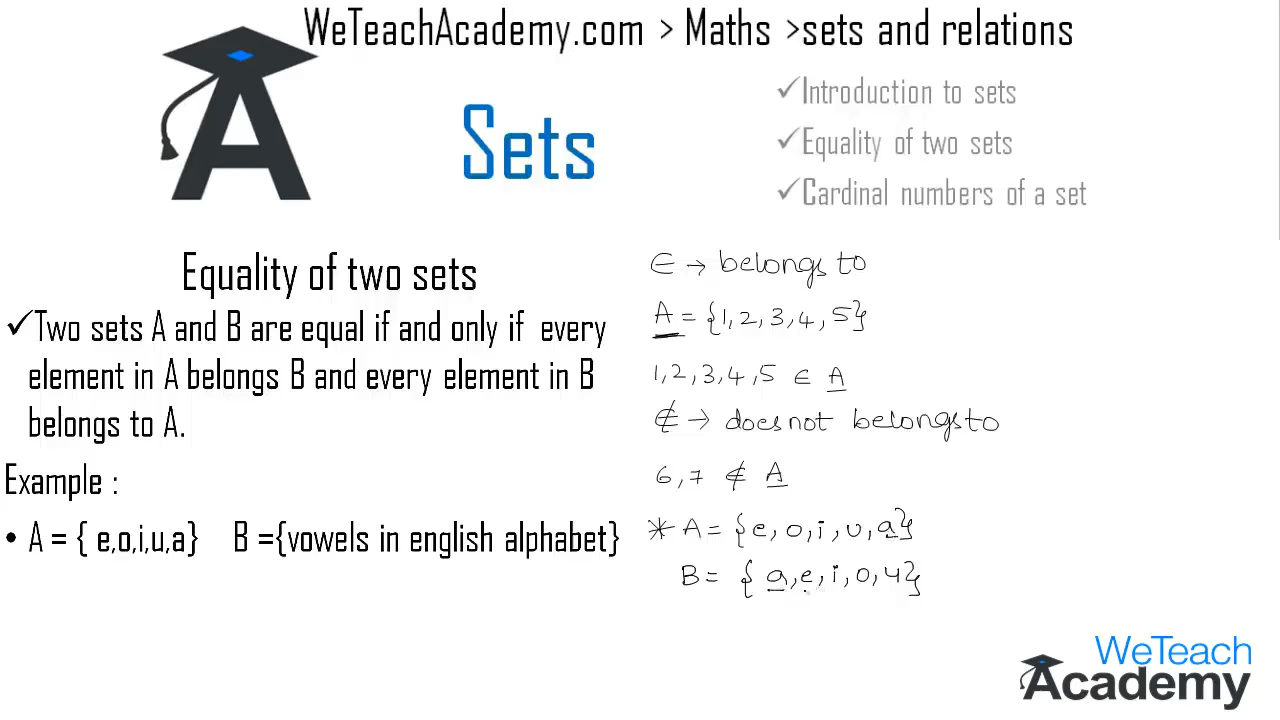 WeTeachAcademy.com > Maths >sets and relations
Sets
✓Introduction to sets
✓Equality of two sets
✓Cardinal numbers of a set
Equality of two sets
✓Two sets A and B are equal if and only if every
element in A belongs B and every element in B
belongs to A.
Example :
• A = { e,o,i,u,a} B ={vowels in english alphabet}
∈ → belongs to
A = {1,2,3,4,5}
1,2,3,4,5 ∈ A
∉ → does not belongs to
6,7 ∉ A
* A = {e,o,i,u,a}
B = { a,e,i,o,u}
WeTeach
Academy